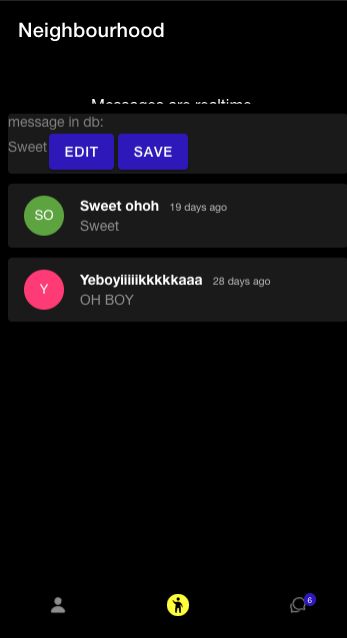 Neighbourhood
Messages are realtime
message in db:
Sweet EDIT SAVE
SO Sweet ohoh 19 days ago
Sweet
Y Yeboyiiiiikkkkkaaa 28 days ago
OH BOY
6